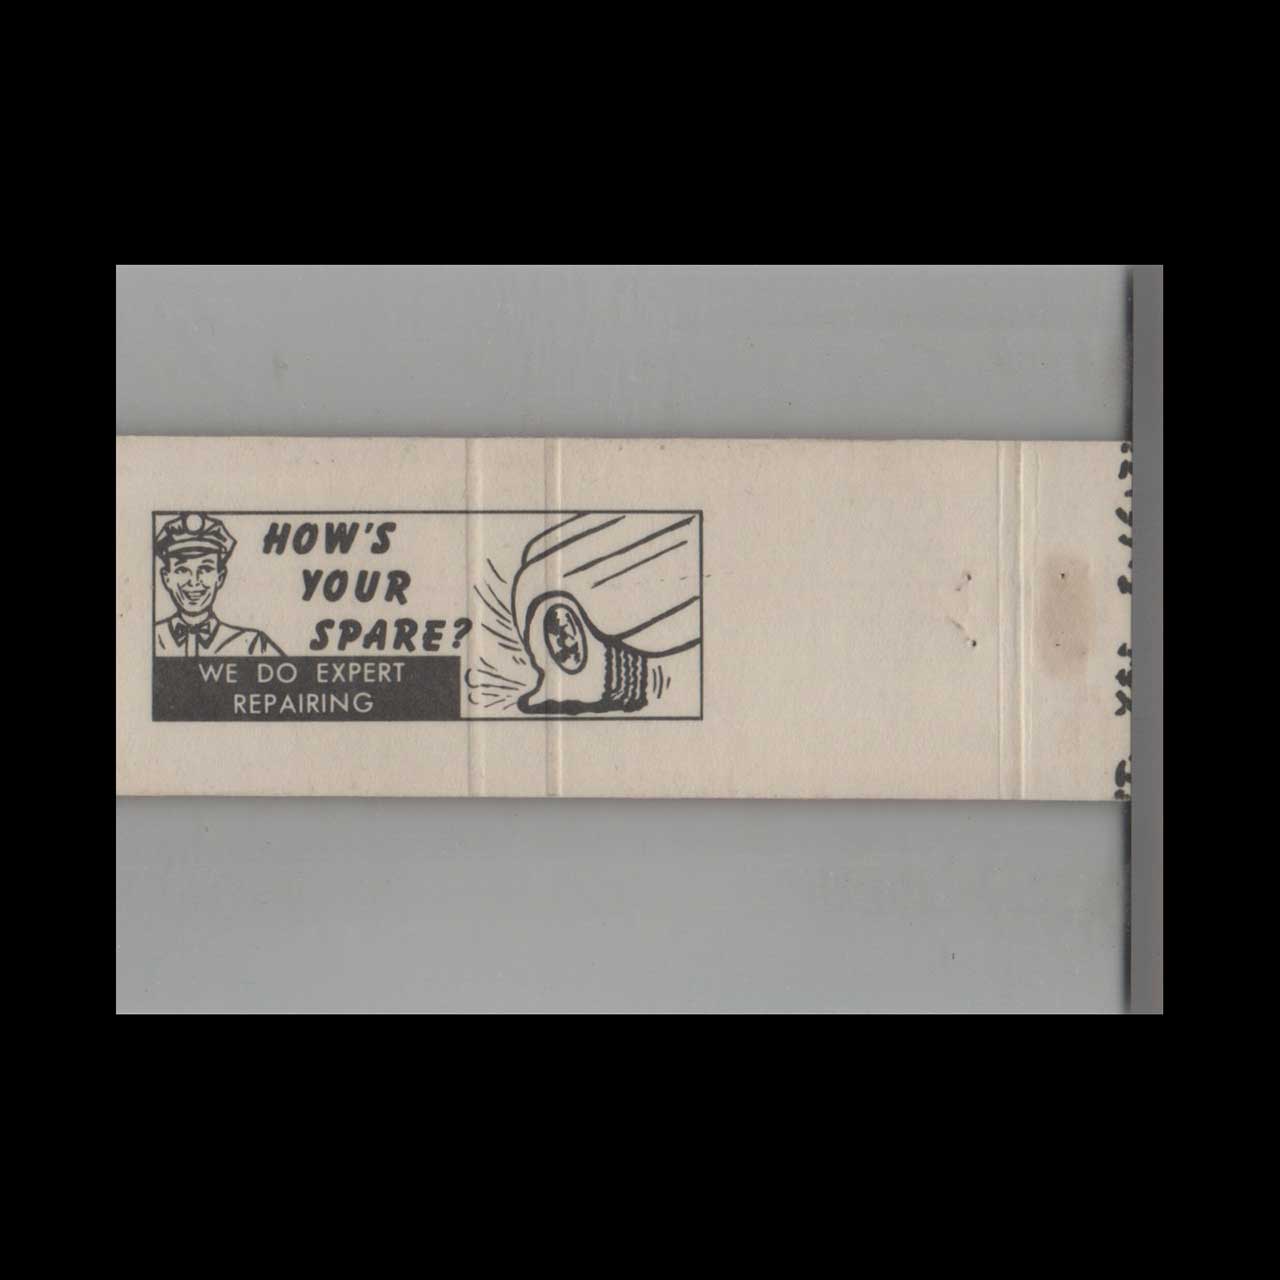 HOW'S
YOUR
SPARE?
WE DO EXPERT
REPAIRING